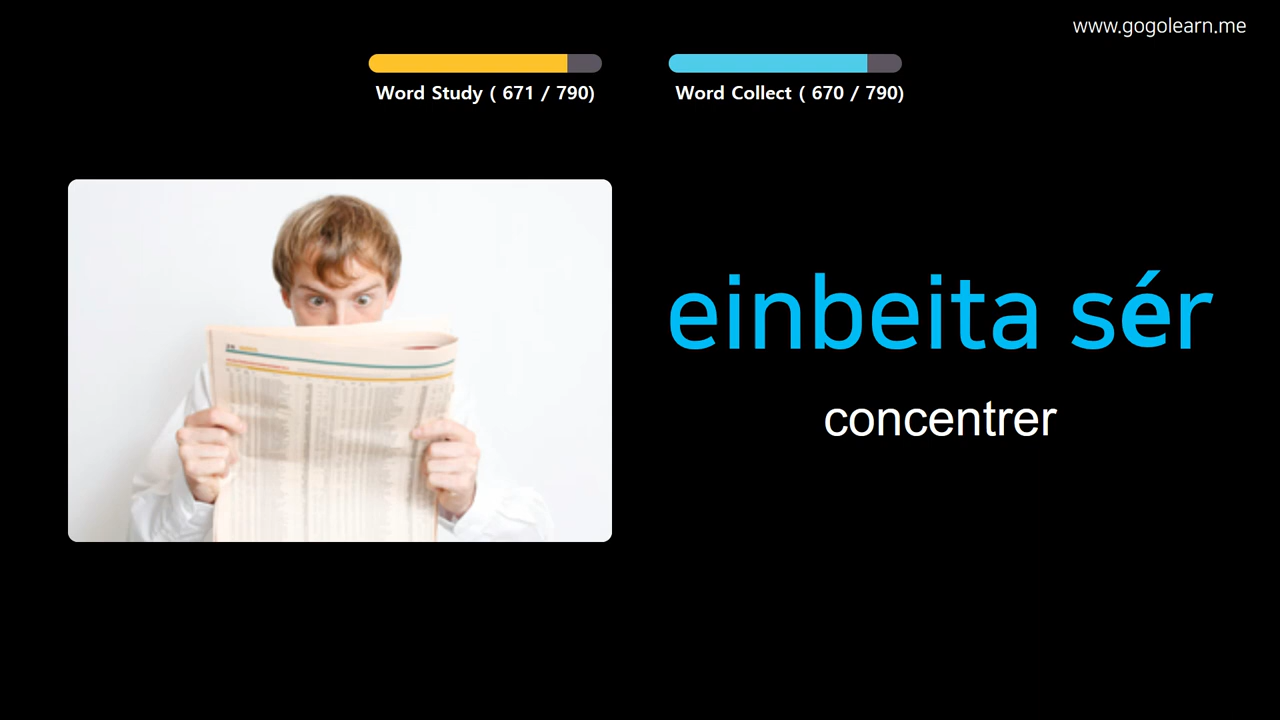 www.gogolearn.me
Word Study ( 671 / 790)
Word Collect ( 670 / 790)
einbeita sér
concentrer